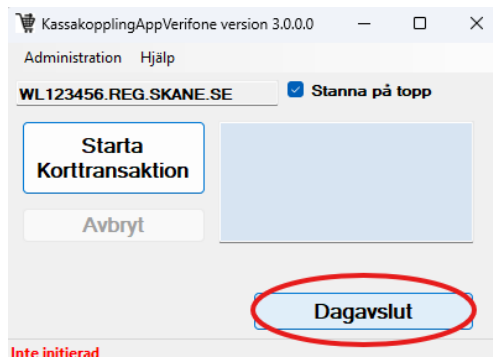 KassakopplingAppVerifone version 3.0.0.0
Administration Hjälp
WL123456.REG.SKANE.SE Stanna på topp
Starta
Korttransaktion
Avbryt
Dagavslut
Inte initierad